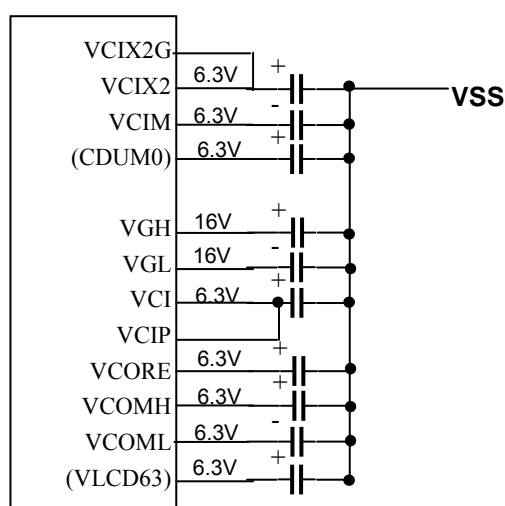 VCIX2G
VCIX2 6.3V + VSS
VCIM 6.3V -
(CDUM0) 6.3V +
VGH 16V +
VGL 16V -
VCI 6.3V +
VCIP
VCORE 6.3V +
VCOMH 6.3V +
VCOML 6.3V -
(VLCD63) 6.3V +